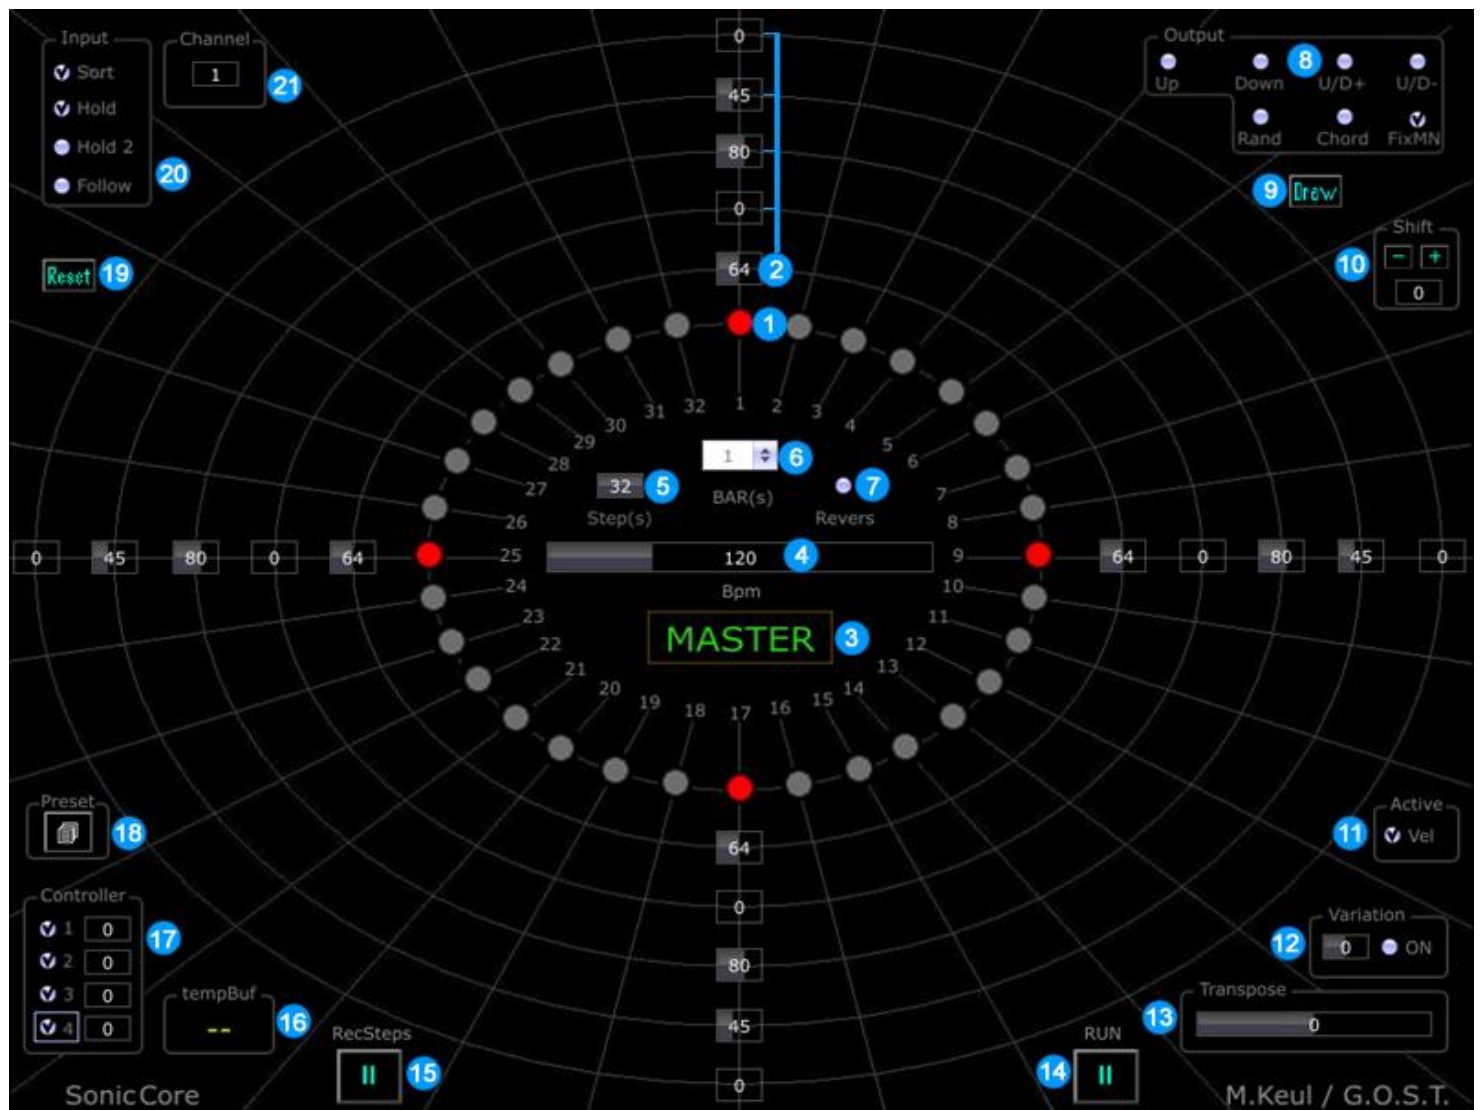 Input
Sort
Hold
Hold 2
Follow
20
Channel
1
21
0
45
80
0
64
2
Output
8
Up
Down
U/D+
U/D-
Rand
Chord
FixMN
9
Draw
Shift
10
-
+
0
Reset
19
1
1
2
3
4
5
6
7
8
9
10
11
12
13
14
15
16
17
18
19
20
21
22
23
24
25
26
27
28
29
30
31
32
1
6
BAR(s)
32
5
Step(s)
7
Revers
120
4
Bpm
MASTER
3
0
45
80
0
64
64
0
80
45
0
64
0
80
45
0
Preset
18
Active
Vel
11
Controller
1 0
2 0
3 0
4 0
17
tempBuf
--
16
RecSteps
15
RUN
14
Variation
0
ON
12
Transpose
0
13
SonicCore
M.Keul / G.O.S.T.